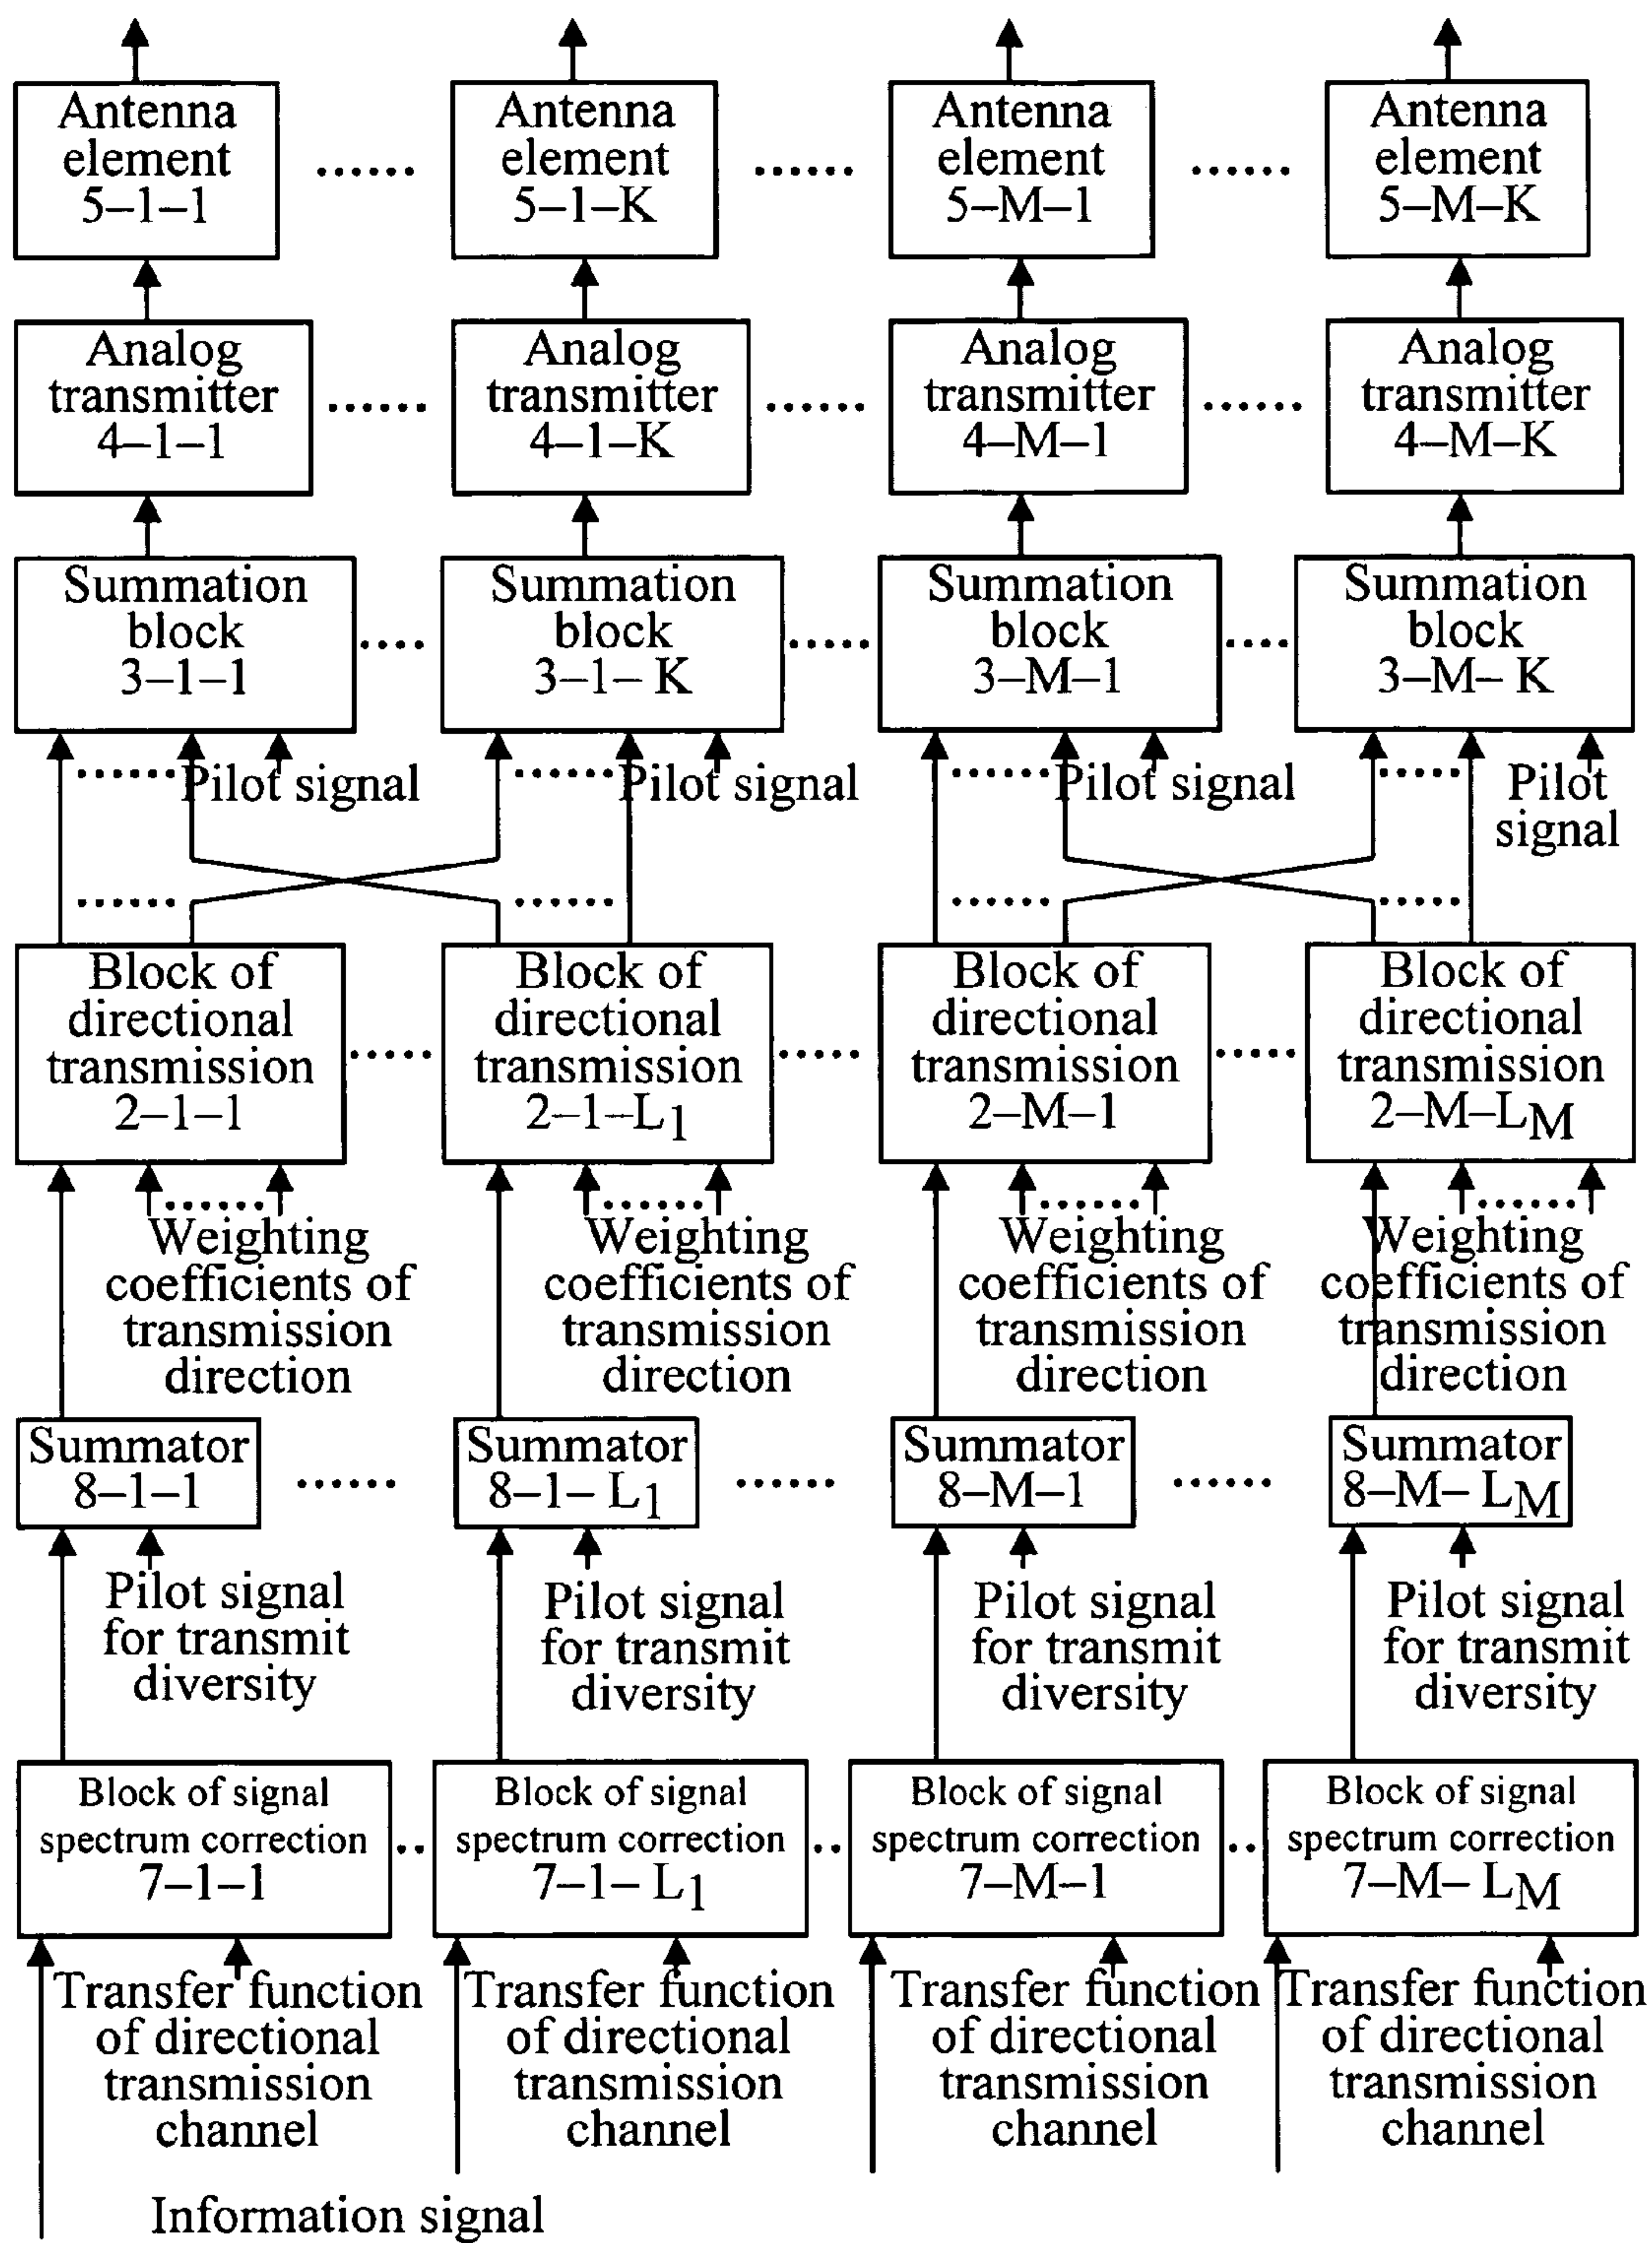 Antenna
element
5–1–1
Antenna
element
5–1–K
Antenna
element
5–M–1
Antenna
element
5–M–K
Analog
transmitter
4–1–1
Analog
transmitter
4–1–K
Analog
transmitter
4–M–1
Analog
transmitter
4–M–K
Summation
block
3–1–1
Summation
block
3–1– K
Summation
block
3–M–1
Summation
block
3–M– K
Pilot signal
Pilot signal
Pilot signal
Pilot
signal
Block of
directional
transmission
2–1–1
Block of
directional
transmission
2–1–L1
Block of
directional
transmission
2–M–1
Block of
directional
transmission
2–M–LM
Weighting
coefficients of
transmission
direction
Weighting
coefficients of
transmission
direction
Weighting
coefficients of
transmission
direction
Weighting
coefficients of
transmission
direction
Summator
8–1–1
Summator
8–1– L1
Summator
8–M–1
Summator
8–M– LM
Pilot signal
for transmit
diversity
Pilot signal
for transmit
diversity
Pilot signal
for transmit
diversity
Pilot signal
for transmit
diversity
Block of signal
spectrum correction
7–1–1
Block of signal
spectrum correction
7–1– L1
Block of signal
spectrum correction
7–M–1
Block of signal
spectrum correction
7–M– LM
Transfer function
of directional
transmission
channel
Transfer function
of directional
transmission
channel
Transfer function
of directional
transmission
channel
Transfer function
of directional
transmission
channel
Information signal